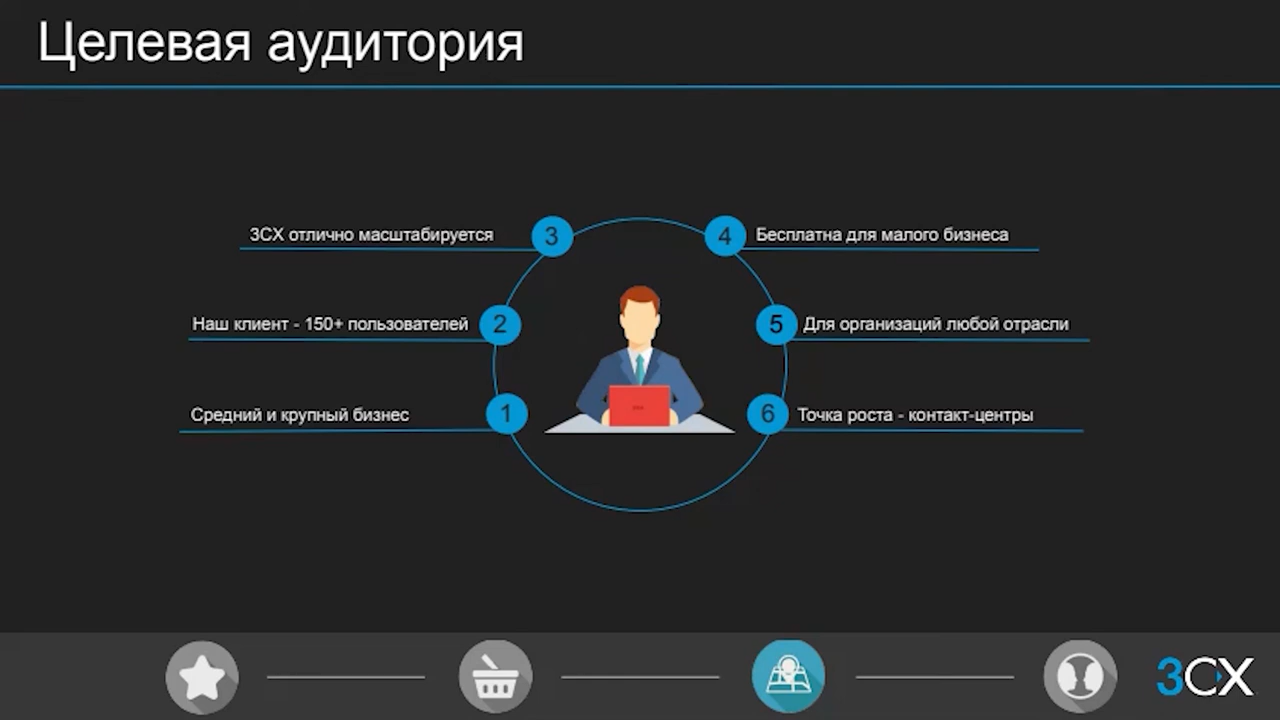 Целевая аудитория
3CX отлично масштабируется
3
4
Бесплатна для малого бизнеса
Наш клиент - 150+ пользователей
2
5
Для организаций любой отрасли
Средний и крупный бизнес
1
6
Точка роста - контакт-центры
3CX